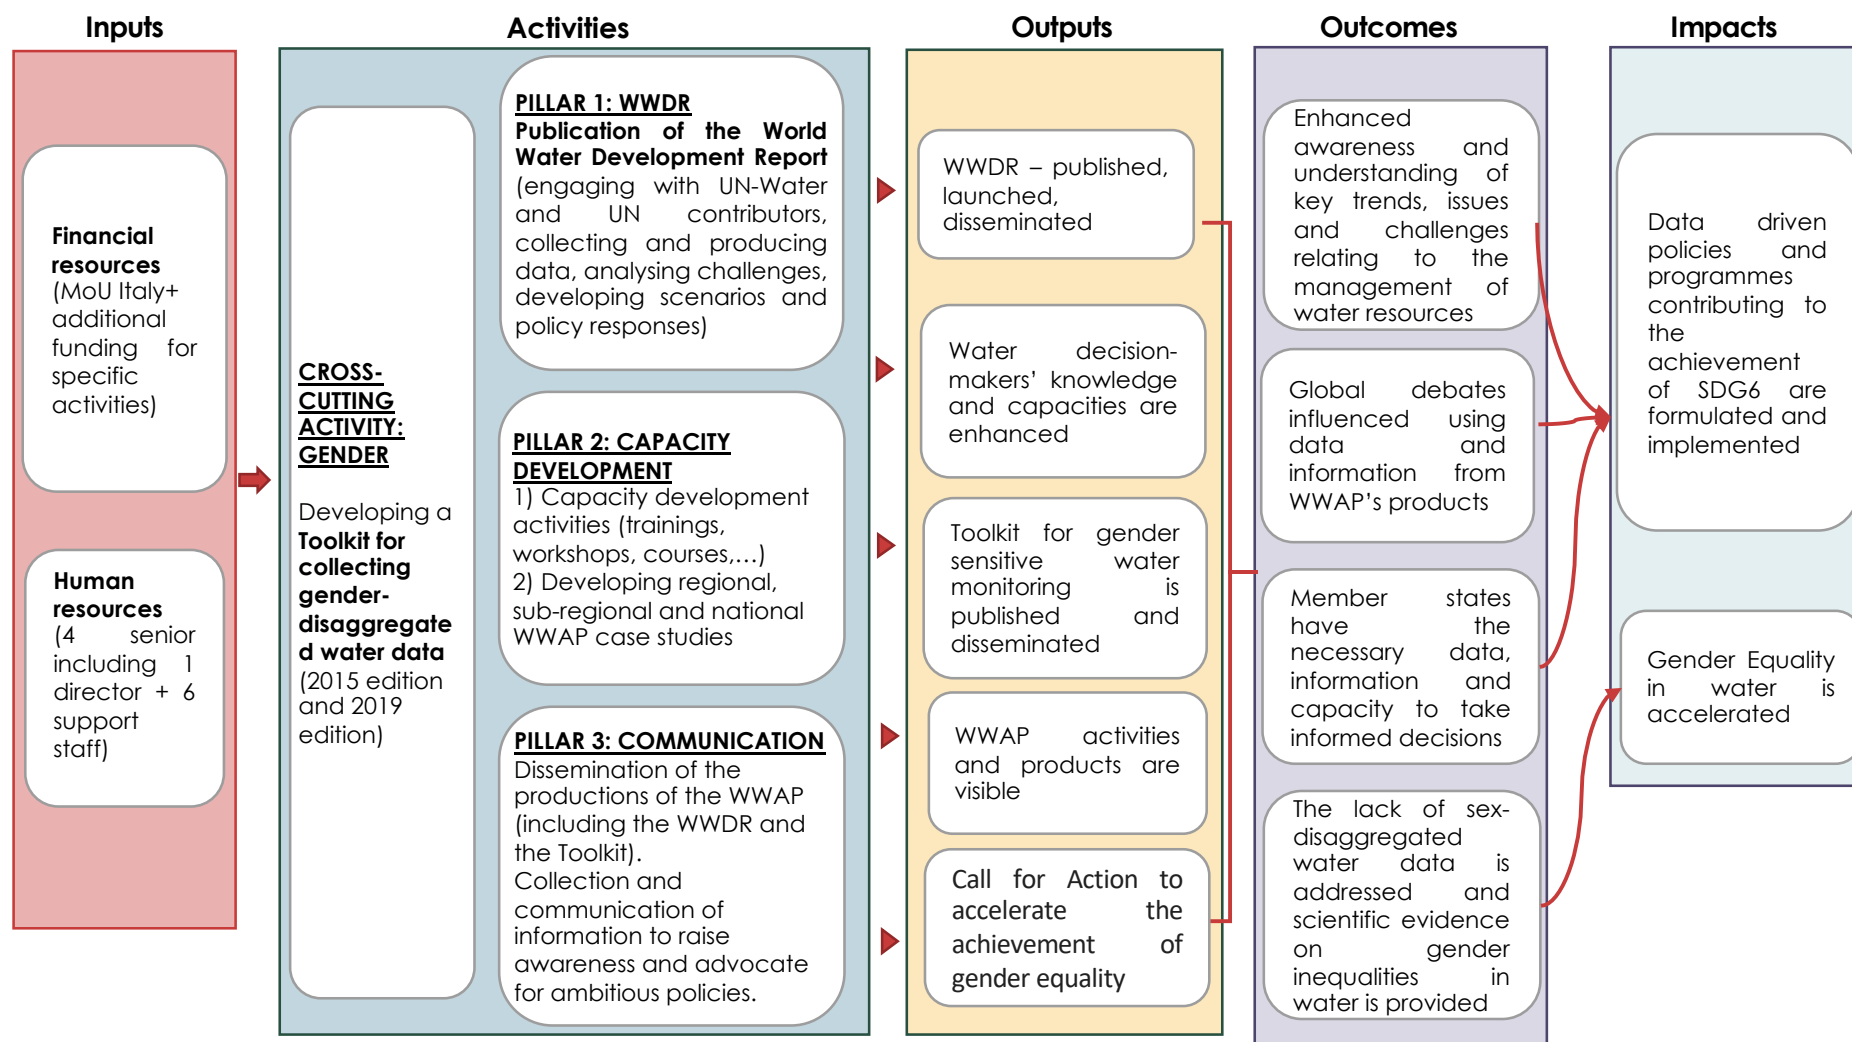 Inputs
Activities
Outputs
Outcomes
Impacts
Financial
resources
(MoU Italy+
additional
funding for
specific
activities)
Human
resources
(4 senior
including 1
director + 6
support
staff)
CROSS-
CUTTING
ACTIVITY:
GENDER
Developing a
Toolkit for
collecting
gender-
disaggregate
d water data
(2015 edition
and 2019
edition)
PILLAR 1: WWDR
Publication of the World
Water Development Report
(engaging with UN-Water
and UN contributors,
collecting and producing
data, analysing challenges,
developing scenarios and
policy responses)
PILLAR 2: CAPACITY
DEVELOPMENT
1) Capacity development
activities (trainings,
workshops, courses,…)
2) Developing regional,
sub-regional and national
WWAP case studies
PILLAR 3: COMMUNICATION
Dissemination of the
productions of the WWAP
(including the WWDR and
the Toolkit).
Collection and
communication of
information to raise
awareness and advocate
for ambitious policies.
WWDR – published,
launched,
disseminated
Water decision-
makers’ knowledge
and capacities are
enhanced
Toolkit for gender
sensitive water
monitoring is
published and
disseminated
WWAP activities
and products are
visible
Call for Action to
accelerate the
achievement of
gender equality
Enhanced
awareness and
understanding of
key trends, issues
and challenges
relating to the
management of
water resources
Global debates
influenced using
data and
information from
WWAP’s products
Member states
have the
necessary data,
information and
capacity to take
informed decisions
The lack of sex-
disaggregated
water data is
addressed and
scientific evidence
on gender
inequalities in
water is provided
Data driven
policies and
programmes
contributing to
the
achievement
of SDG6 are
formulated and
implemented
Gender Equality
in water is
accelerated